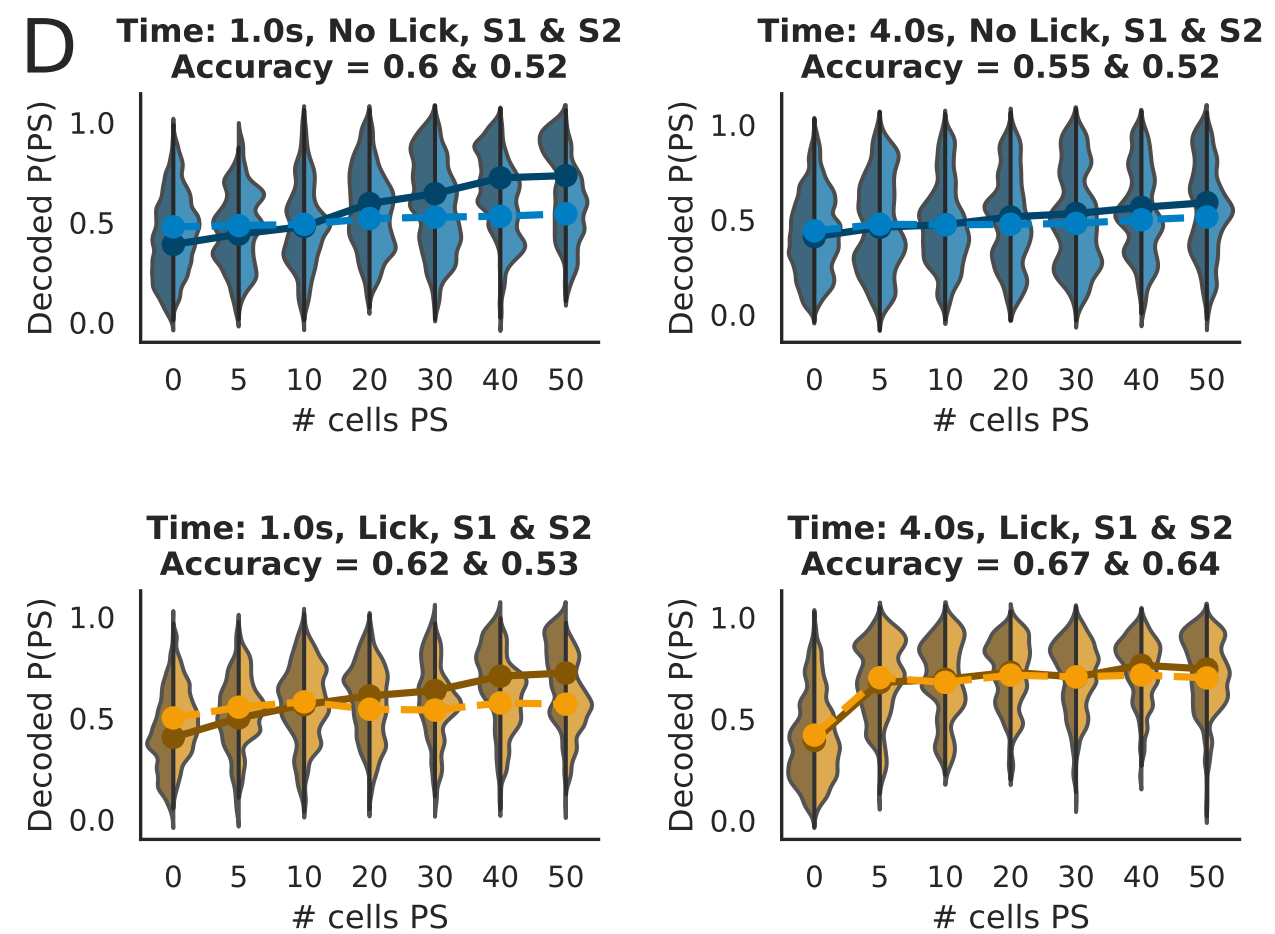 D
Time: 1.0s, No Lick, S1 & S2
Accuracy = 0.6 & 0.52
Decoded P(PS)
1.0
0.5
0.0
0 5 10 20 30 40 50
# cells PS
Time: 4.0s, No Lick, S1 & S2
Accuracy = 0.55 & 0.52
Decoded P(PS)
1.0
0.5
0.0
0 5 10 20 30 40 50
# cells PS
Time: 1.0s, Lick, S1 & S2
Accuracy = 0.62 & 0.53
Decoded P(PS)
1.0
0.5
0.0
0 5 10 20 30 40 50
# cells PS
Time: 4.0s, Lick, S1 & S2
Accuracy = 0.67 & 0.64
Decoded P(PS)
1.0
0.5
0.0
0 5 10 20 30 40 50
# cells PS